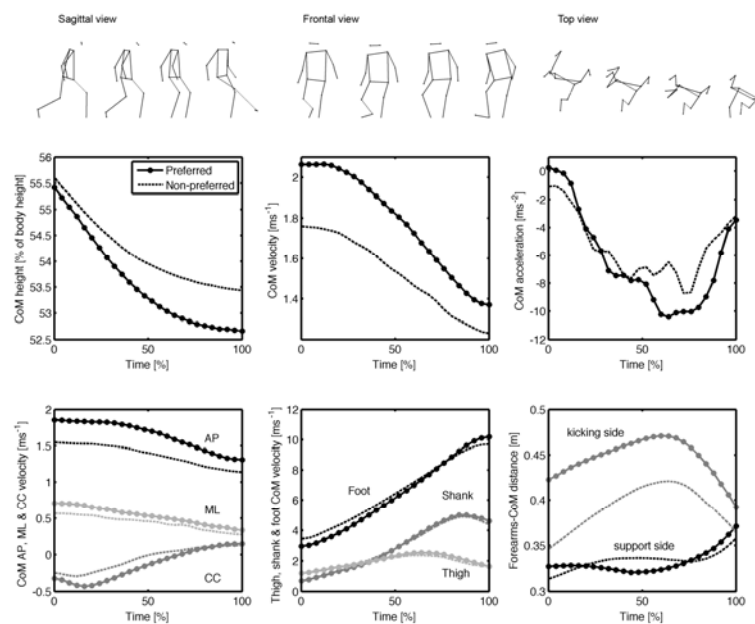 Sagittal view
Frontal view
Top view
CoM height [% of body height]
56
55.5
55
54.5
54
53.5
53
52.5
0
50
100
Time [%]
Preferred
Non-preferred
CoM velocity [ms-1]
2
1.8
1.6
1.4
0
50
100
Time [%]
CoM acceleration [ms-2]
0
-2
-4
-6
-8
-10
-12
0
50
100
Time [%]
CoM AP, ML & CC velocity [ms-1]
2
1.5
1
0.5
0
-0.5
0
50
100
Time [%]
AP
ML
CC
Thigh, shank & foot CoM velocity [ms-1]
12
10
8
6
4
2
0
0
50
100
Time [%]
Foot
Shank
Thigh
Forearms-CoM distance [m]
0.5
0.45
0.4
0.35
0.3
0
50
100
Time [%]
kicking side
support side